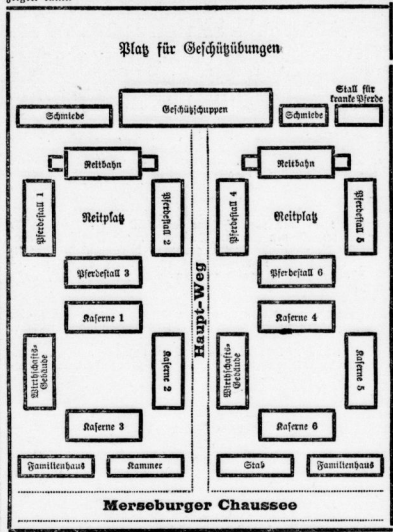 Platz für Geschützübungen
Stall für
kranke Pferde
Schmiede
Geschützschuppen
Schmiede
Reitbahn
Reitbahn
Pferdestall 1
Reitplatz
Pferdestall 2
Pferdestall 4
Reitplatz
Pferdestall 5
Pferdestall 3
Pferdestall 6
Haupt-Weg
Kaserne 1
Kaserne 4
Wirthschafts-
Gebäude
Kaserne 2
Wirthschafts-
Gebäude
Kaserne 5
Kaserne 3
Kaserne 6
Familienhaus
Kammer
Stab
Familienhaus
Merseburger Chaussee